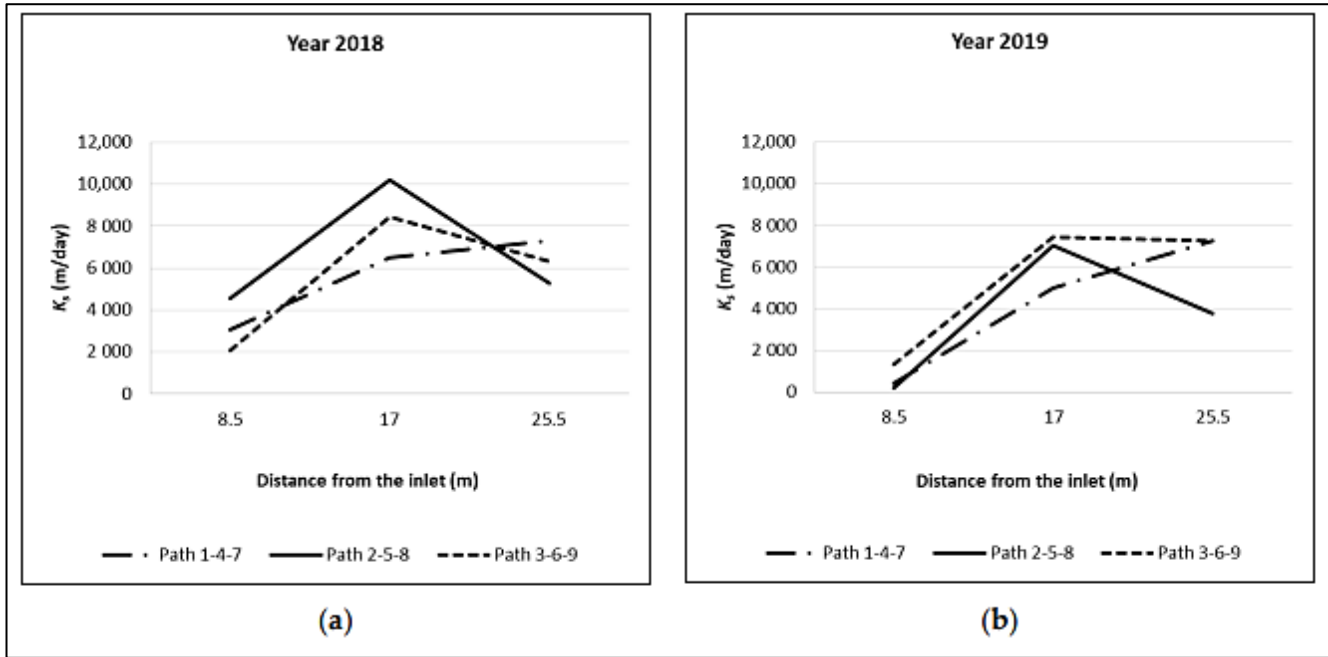 Year 2018
12,000
10,000
8 000
6 000
4 000
2 000
0
Ks (m/day)
8.5 17 25.5
Distance from the inlet (m)
Path 1-4-7 Path 2-5-8 Path 3-6-9
(a)
Year 2019
12,000
10,000
8 000
6 000
4 000
2 000
0
Ks (m/day)
8.5 17 25.5
Distance from the inlet (m)
Path 1-4-7 Path 2-5-8 Path 3-6-9
(b)